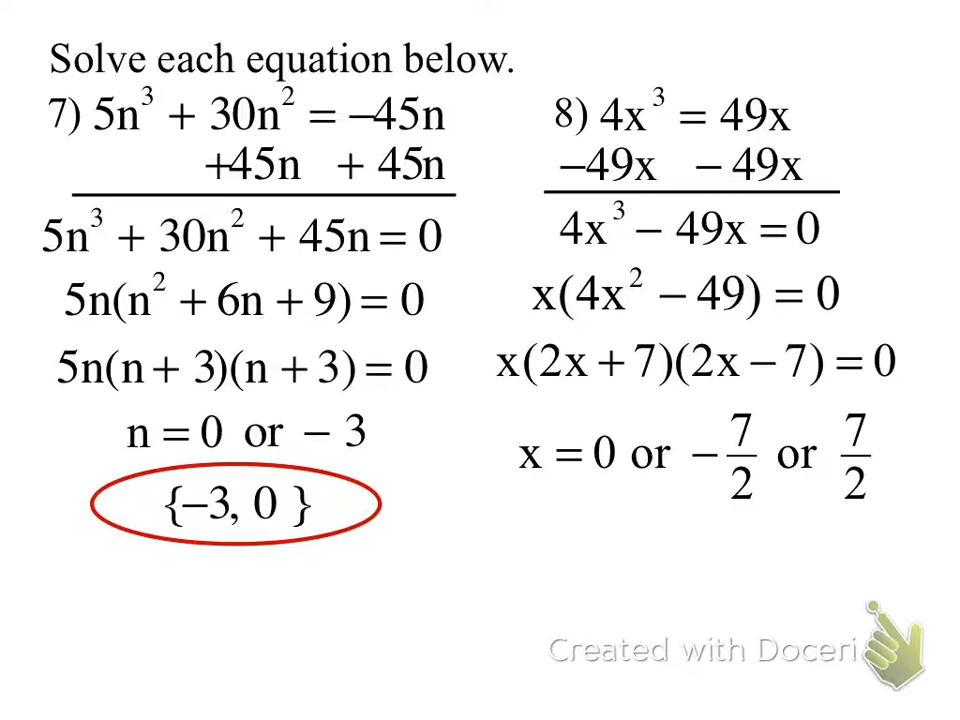 Solve each equation below.
7) 5n³ + 30n² = −45n
+45n + 45n
5n³ + 30n² + 45n = 0
5n(n² + 6n + 9) = 0
5n(n + 3)(n + 3) = 0
n = 0 or − 3
{−3, 0 }
8) 4x³ = 49x
−49x − 49x
4x³ − 49x = 0
x(4x² − 49) = 0
x(2x + 7)(2x − 7) = 0
x = 0 or − 7/2 or 7/2
Created with Doceri